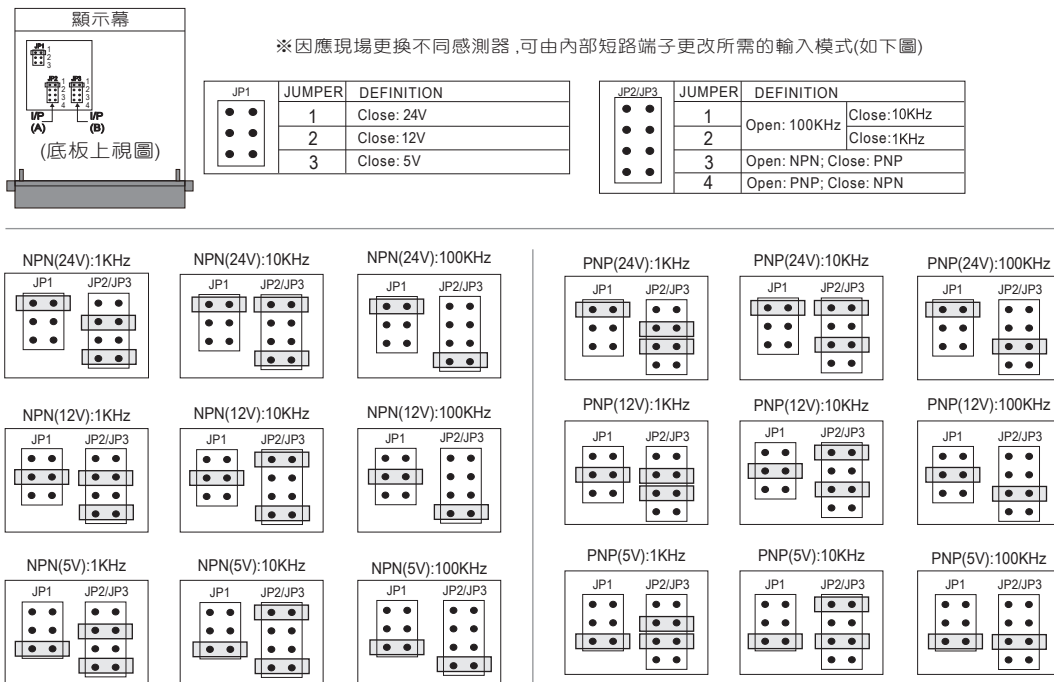 顯示幕
JP1
1
2
3
JP2 JP3
1 1
2 2
3 3
4 4
I/P I/P
(A) (B)
(底板上視圖)
※因應現場更換不同感測器 ,可由內部短路端子更改所需的輸入模式(如下圖)
JP1 JUMPER DEFINITION
1 Close: 24V
2 Close: 12V
3 Close: 5V
JP2/JP3 JUMPER DEFINITION
1 Open: 100KHz Close:10KHz
2 Close:1KHz
3 Open: NPN; Close: PNP
4 Open: PNP; Close: NPN
NPN(24V):1KHz NPN(24V):10KHz NPN(24V):100KHz
JP1 JP2/JP3 JP1 JP2/JP3 JP1 JP2/JP3
NPN(12V):1KHz NPN(12V):10KHz NPN(12V):100KHz
JP1 JP2/JP3 JP1 JP2/JP3 JP1 JP2/JP3
NPN(5V):1KHz NPN(5V):10KHz NPN(5V):100KHz
JP1 JP2/JP3 JP1 JP2/JP3 JP1 JP2/JP3
PNP(24V):1KHz PNP(24V):10KHz PNP(24V):100KHz
JP1 JP2/JP3 JP1 JP2/JP3 JP1 JP2/JP3
PNP(12V):1KHz PNP(12V):10KHz PNP(12V):100KHz
JP1 JP2/JP3 JP1 JP2/JP3 JP1 JP2/JP3
PNP(5V):1KHz PNP(5V):10KHz PNP(5V):100KHz
JP1 JP2/JP3 JP1 JP2/JP3 JP1 JP2/JP3